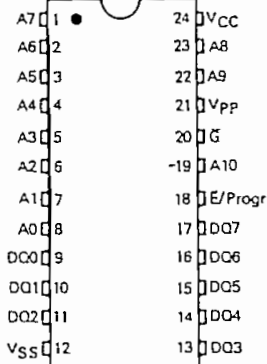 A7 1 24 VCC
A6 2 23 A8
A5 3 22 A9
A4 4 21 VPP
A3 5 20 G̅
A2 6 -19 A10
A1 7 18 E/Progr
A0 8 17 DQ7
DQ0 9 16 DQ6
DQ1 10 15 DQ5
DQ2 11 14 DQ4
VSS 12 13 DQ3